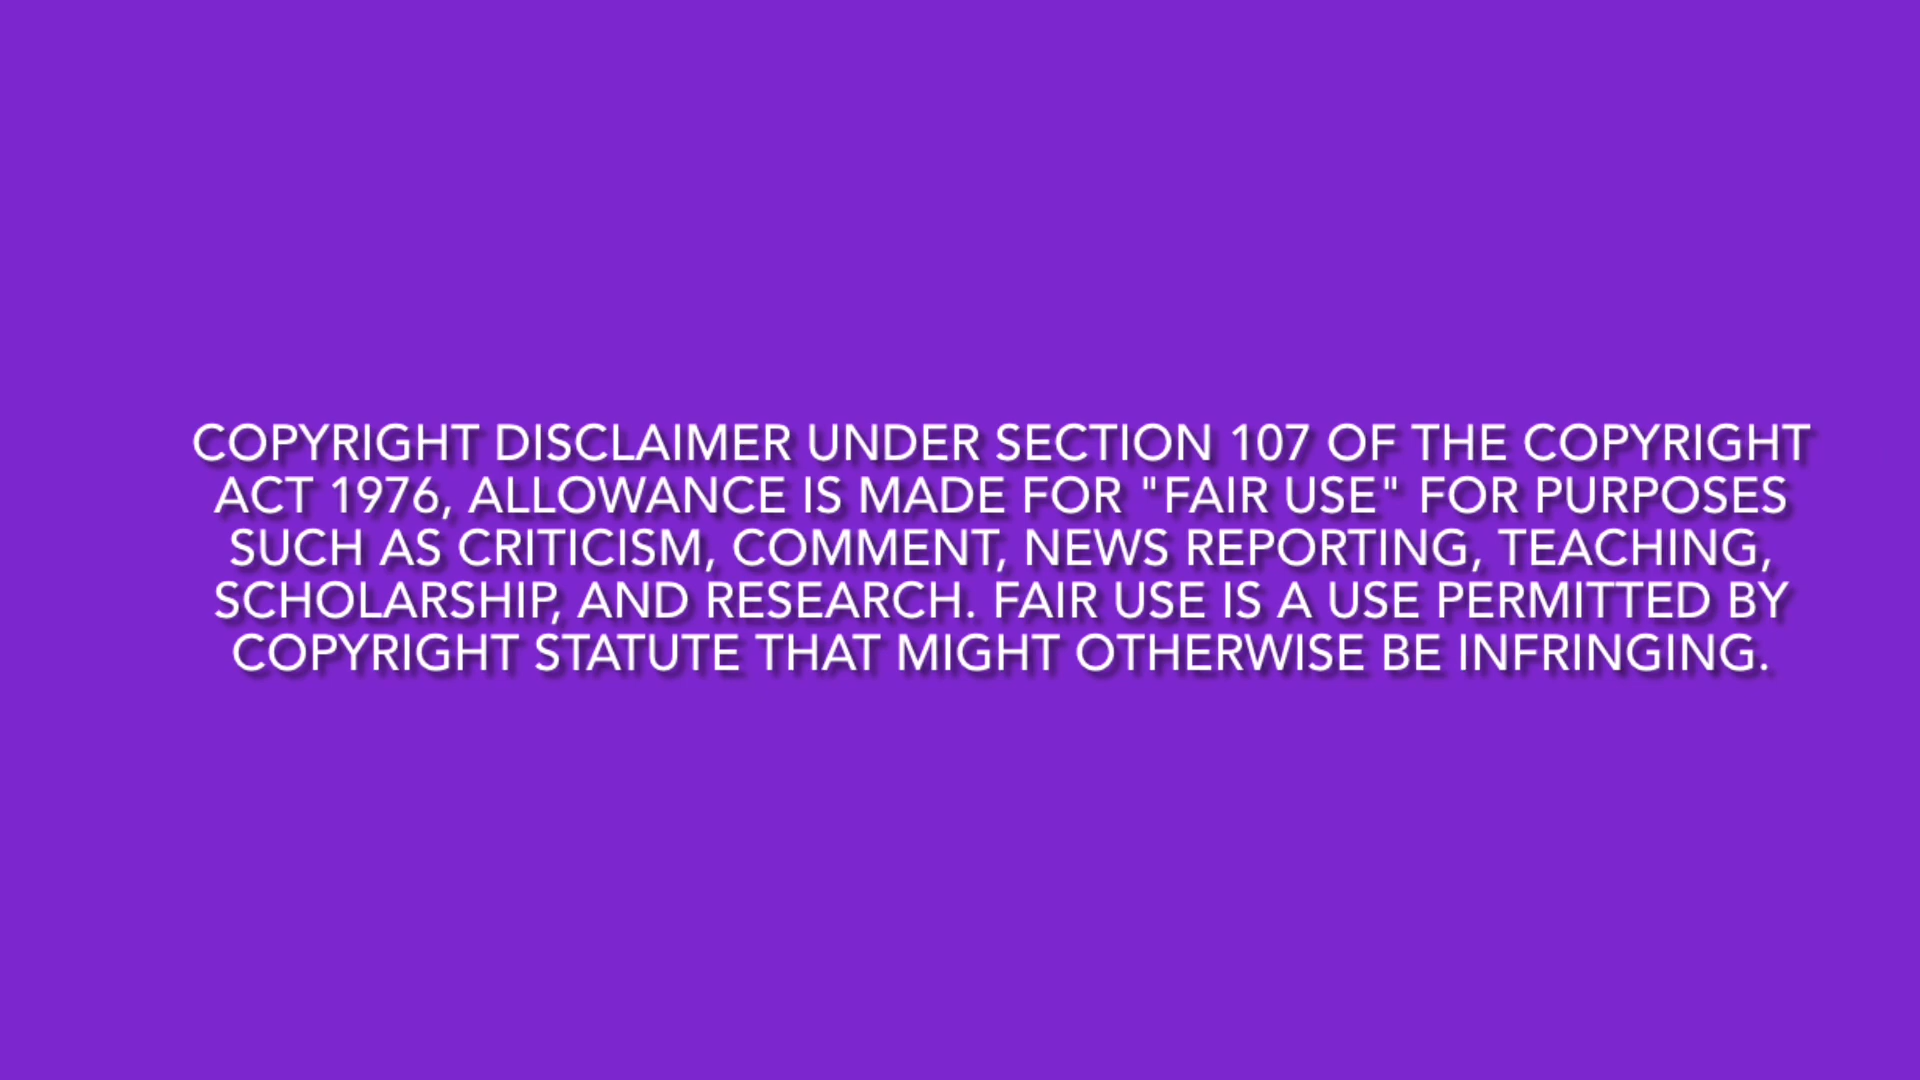 COPYRIGHT DISCLAIMER UNDER SECTION 107 OF THE COPYRIGHT
ACT 1976, ALLOWANCE IS MADE FOR "FAIR USE" FOR PURPOSES
SUCH AS CRITICISM, COMMENT, NEWS REPORTING, TEACHING,
SCHOLARSHIP, AND RESEARCH. FAIR USE IS A USE PERMITTED BY
COPYRIGHT STATUTE THAT MIGHT OTHERWISE BE INFRINGING.